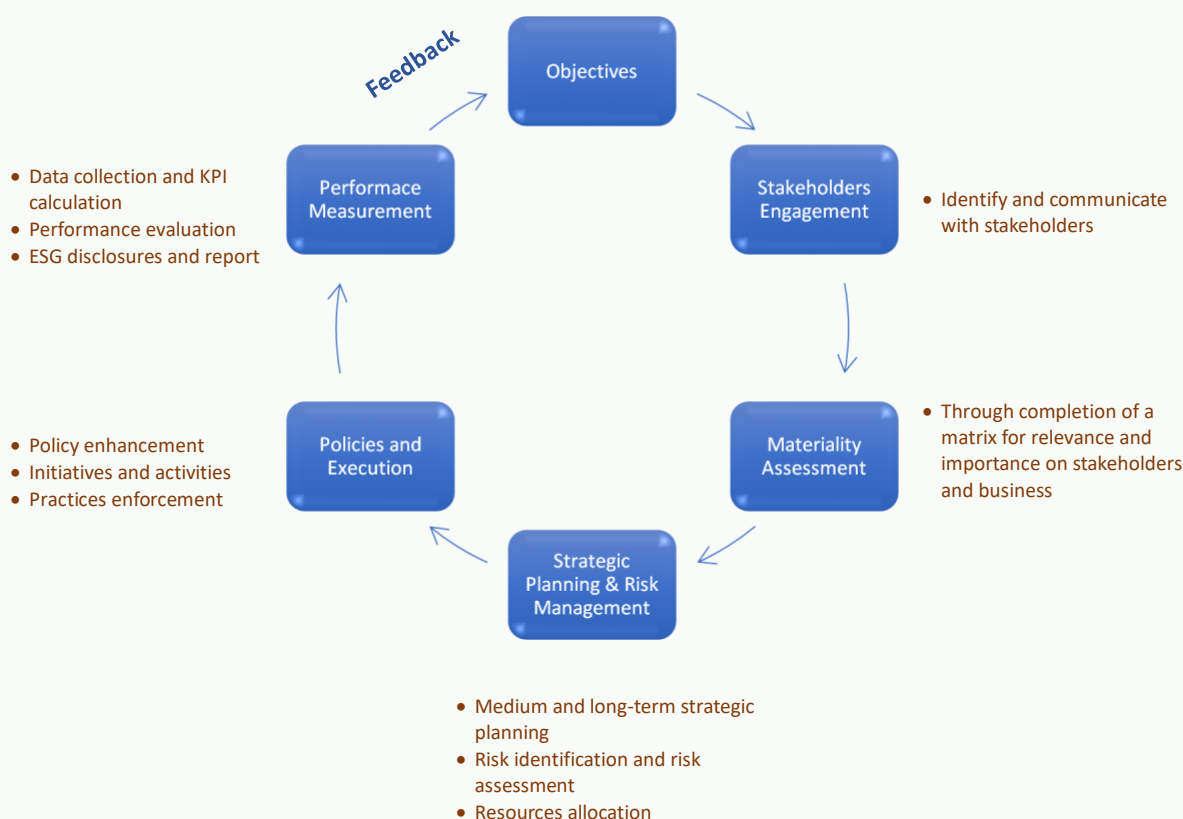 Feedback
Objectives
Stakeholders
Engagement
• Identify and communicate
with stakeholders
Materiality
Assessment
• Through completion of a
matrix for relevance and
importance on stakeholders
and business
Strategic
Planning & Risk
Management
• Medium and long-term strategic
planning
• Risk identification and risk
assessment
• Resources allocation
Policies and
Execution
• Policy enhancement
• Initiatives and activities
• Practices enforcement
Performace
Measurement
• Data collection and KPI
calculation
• Performance evaluation
• ESG disclosures and report